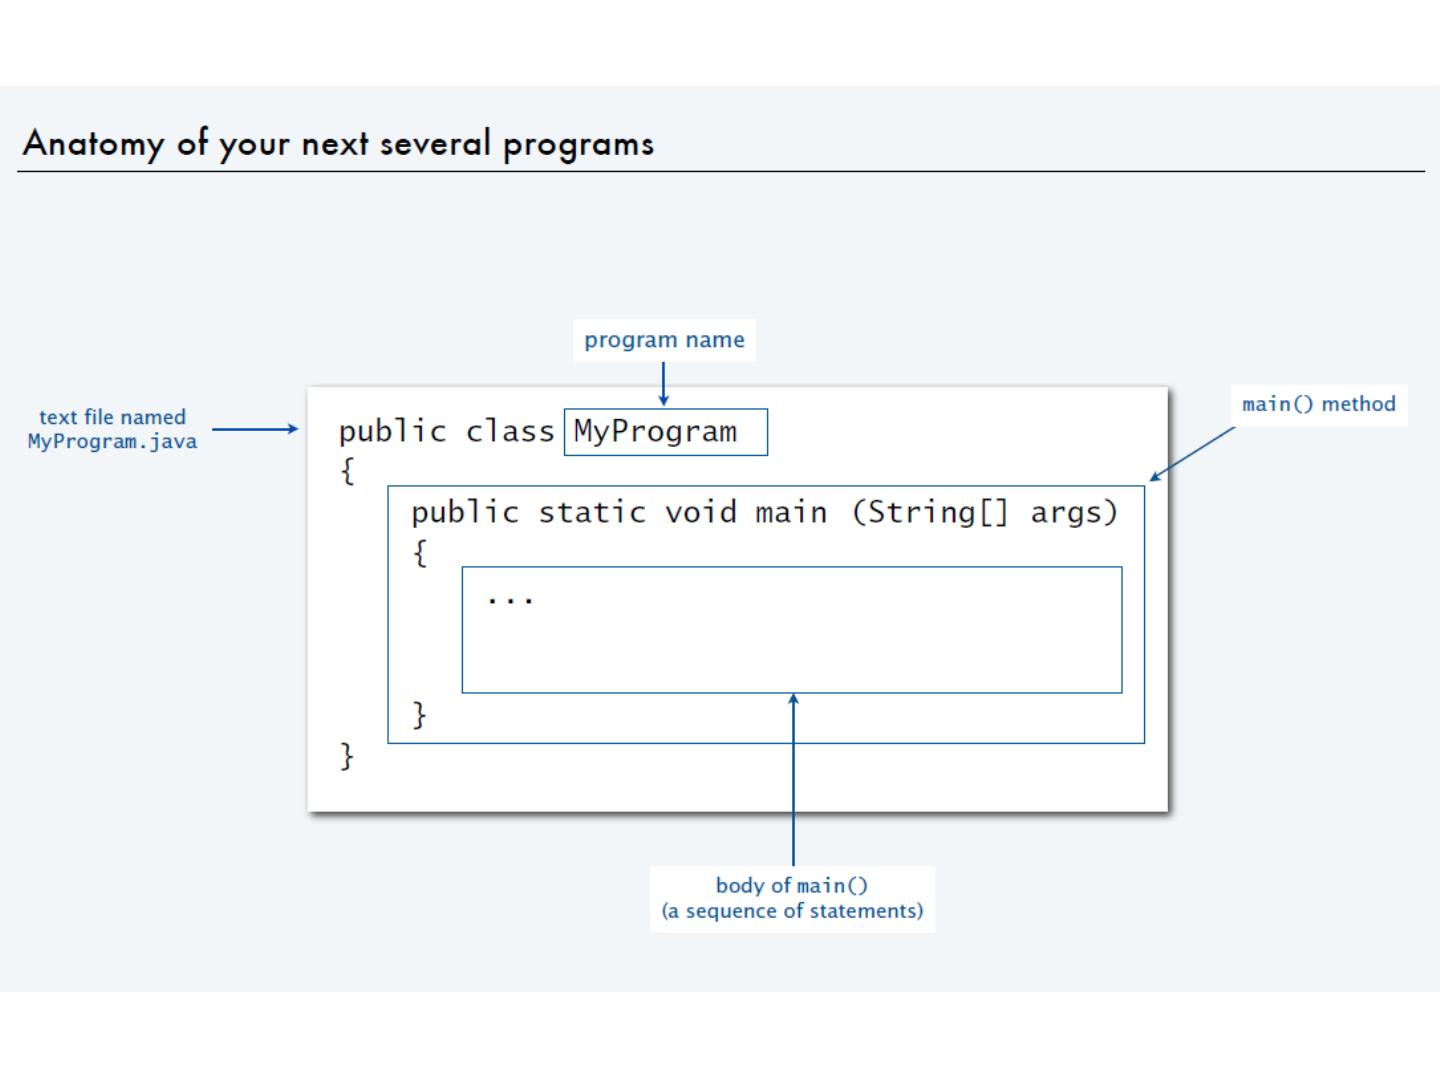 Anatomy of your next several programs
program name
text file named
MyProgram.java
main() method
public class MyProgram
{
public static void main (String[] args)
{
...
}
}
body of main()
(a sequence of statements)